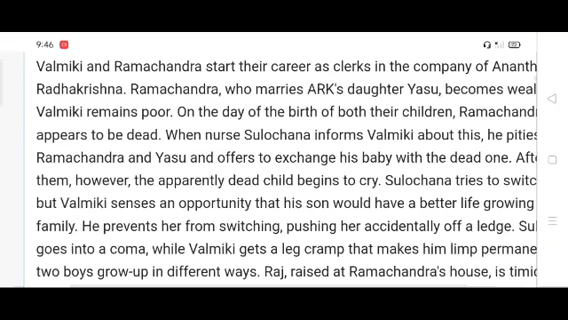 9:46
Valmiki and Ramachandra start their career as clerks in the company of Ananth
Radhakrishna. Ramachandra, who marries ARK's daughter Yasu, becomes weal
Valmiki remains poor. On the day of the birth of both their children, Ramachand
appears to be dead. When nurse Sulochana informs Valmiki about this, he pities
Ramachandra and Yasu and offers to exchange his baby with the dead one. Afte
them, however, the apparently dead child begins to cry. Sulochana tries to switc
but Valmiki senses an opportunity that his son would have a better life growing
family. He prevents her from switching, pushing her accidentally off a ledge. Su
goes into a coma, while Valmiki gets a leg cramp that makes him limp permane
two boys grow-up in different ways. Raj, raised at Ramachandra's house, is timid